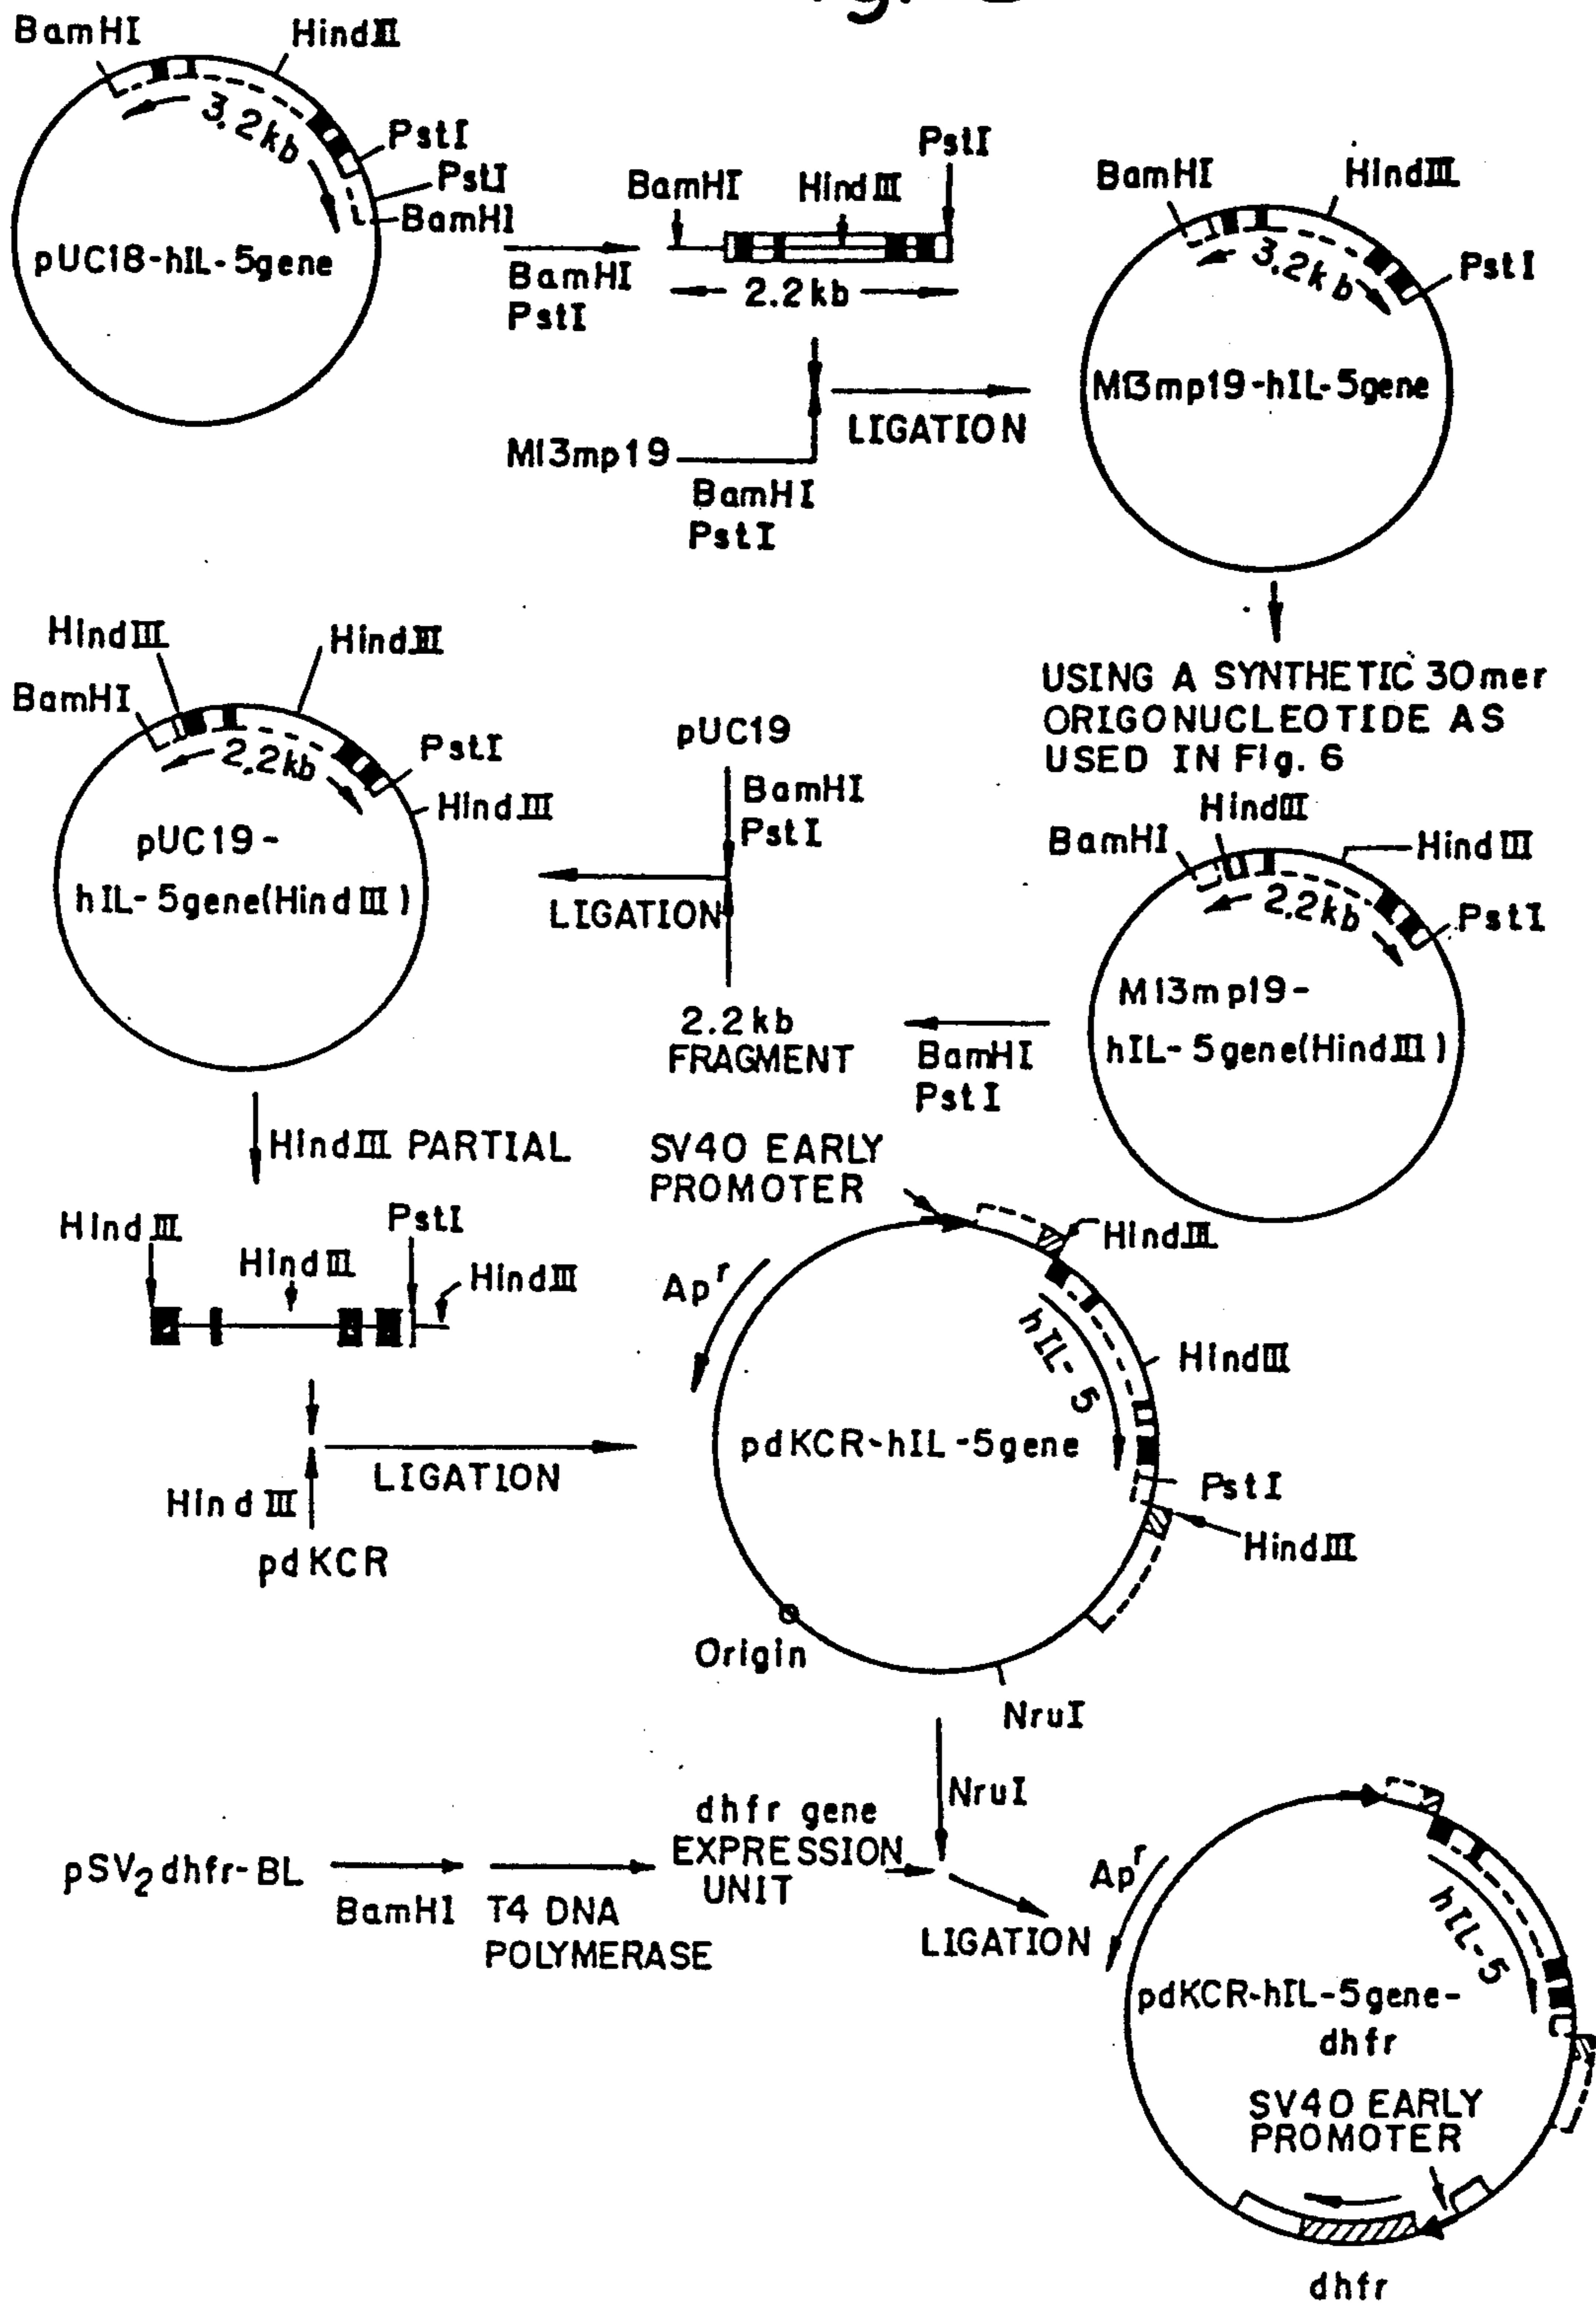 BamHI
HindIII
3.2kb
PstI
PstI
BamHI
pUC18-hIL-5gene
BamHI
PstI
BamHI
HindIII
PstI
2.2kb
M13mp19
BamHI
PstI
LIGATION
BamHI
HindIII
3.2kb
PstI
M13mp19-hIL-5gene
USING A SYNTHETIC 30mer
ORIGONUCLEOTIDE AS
USED IN Fig. 6
HindIII
BamHI
HindIII
2.2kb
PstI
M13mp19-
hIL-5gene(HindIII)
BamHI
PstI
2.2kb
FRAGMENT
pUC19
BamHI
PstI
LIGATION
HindIII
HindIII
BamHI
2.2kb
PstI
HindIII
pUC19-
hIL-5gene(HindIII)
HindIII PARTIAL
HindIII
PstI
HindIII
HindIII
HindIII
pdKCR
LIGATION
SV40 EARLY
PROMOTER
HindIII
Apr
hIL-5
HindIII
pdKCR-hIL-5gene
PstI
HindIII
Origin
NruI
NruI
pSV2dhfr-BL
BamHI
T4 DNA
POLYMERASE
dhfr gene
EXPRESSION
UNIT
LIGATION
Apr
hIL-5
pdKCR-hIL-5gene-
dhfr
SV40 EARLY
PROMOTER
dhfr